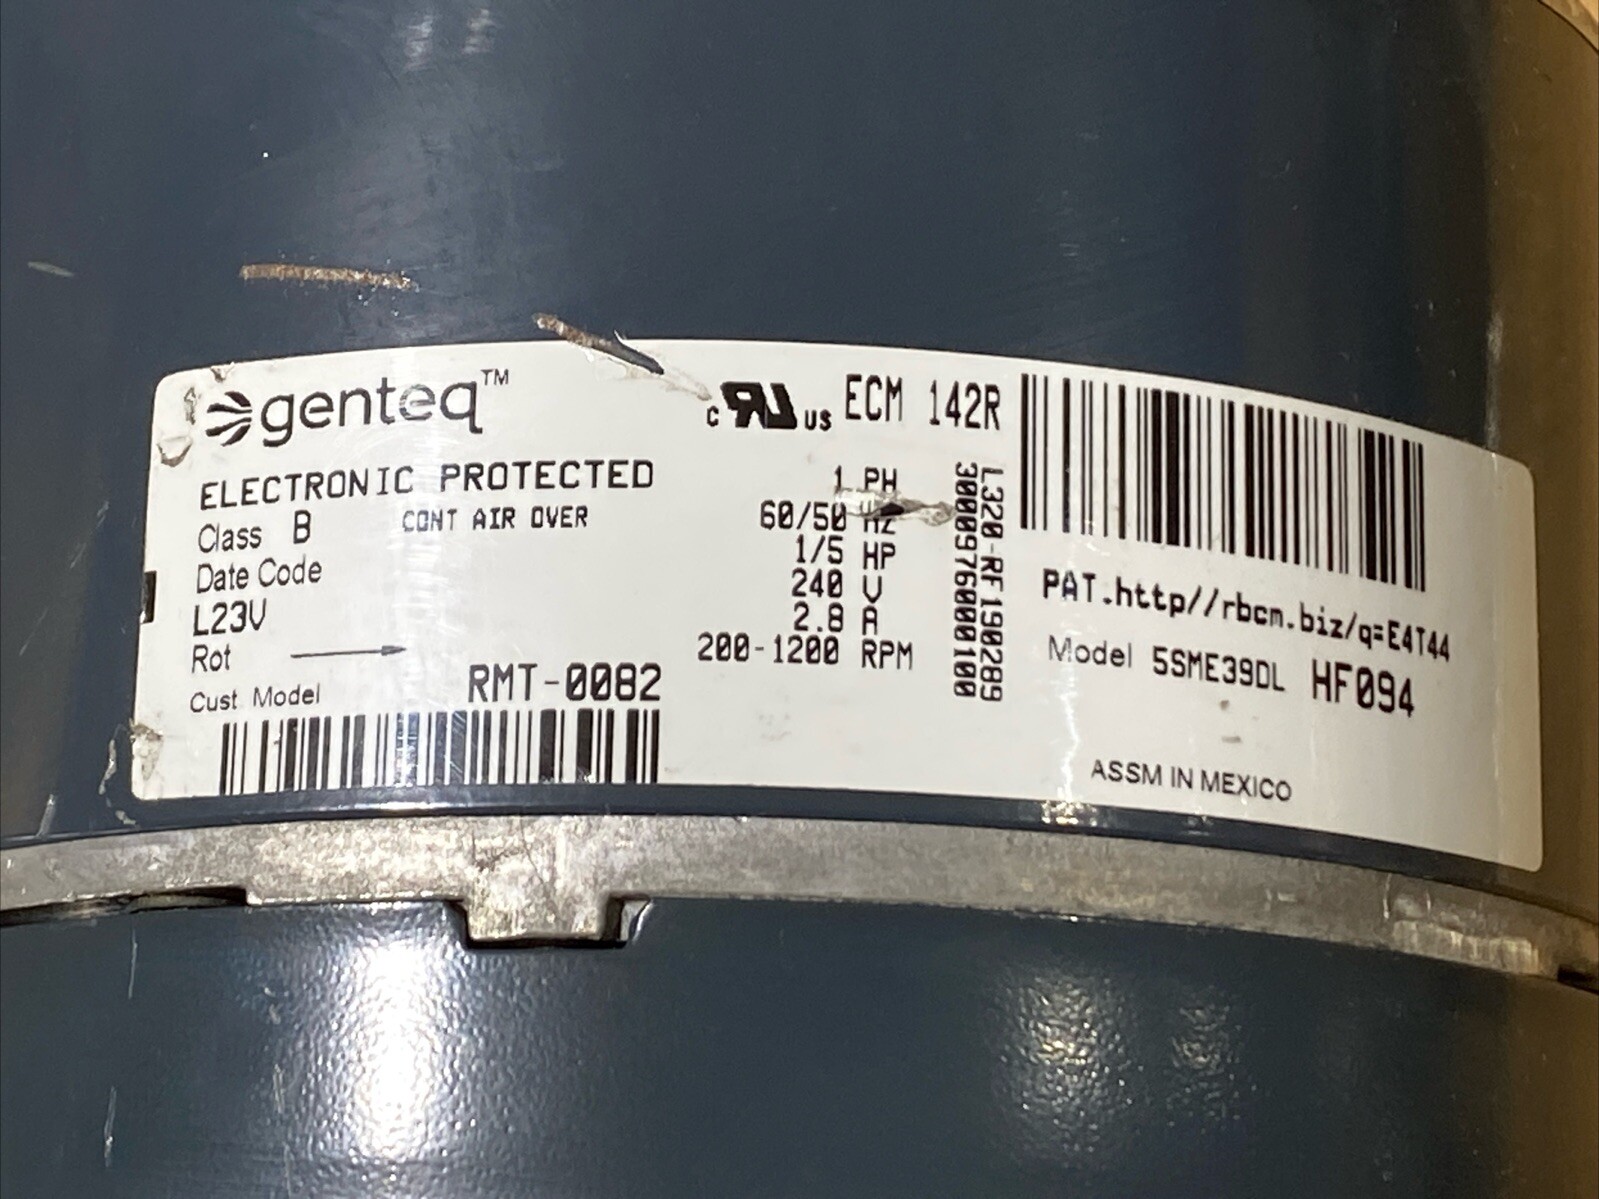 genteq™
c RU us ECM 142R
ELECTRONIC PROTECTED
Class B CONT AIR OVER
Date Code
L23V
Rot
Cust Model RMT-0082
1 PH
60/50 HZ
1/5 HP
240 V
2.8 A
200-1200 RPM
L320-RF190289
3000976000100
PAT.http//rbcm.biz/q=E4T44
Model 5SME39DL HF094
ASSM IN MEXICO